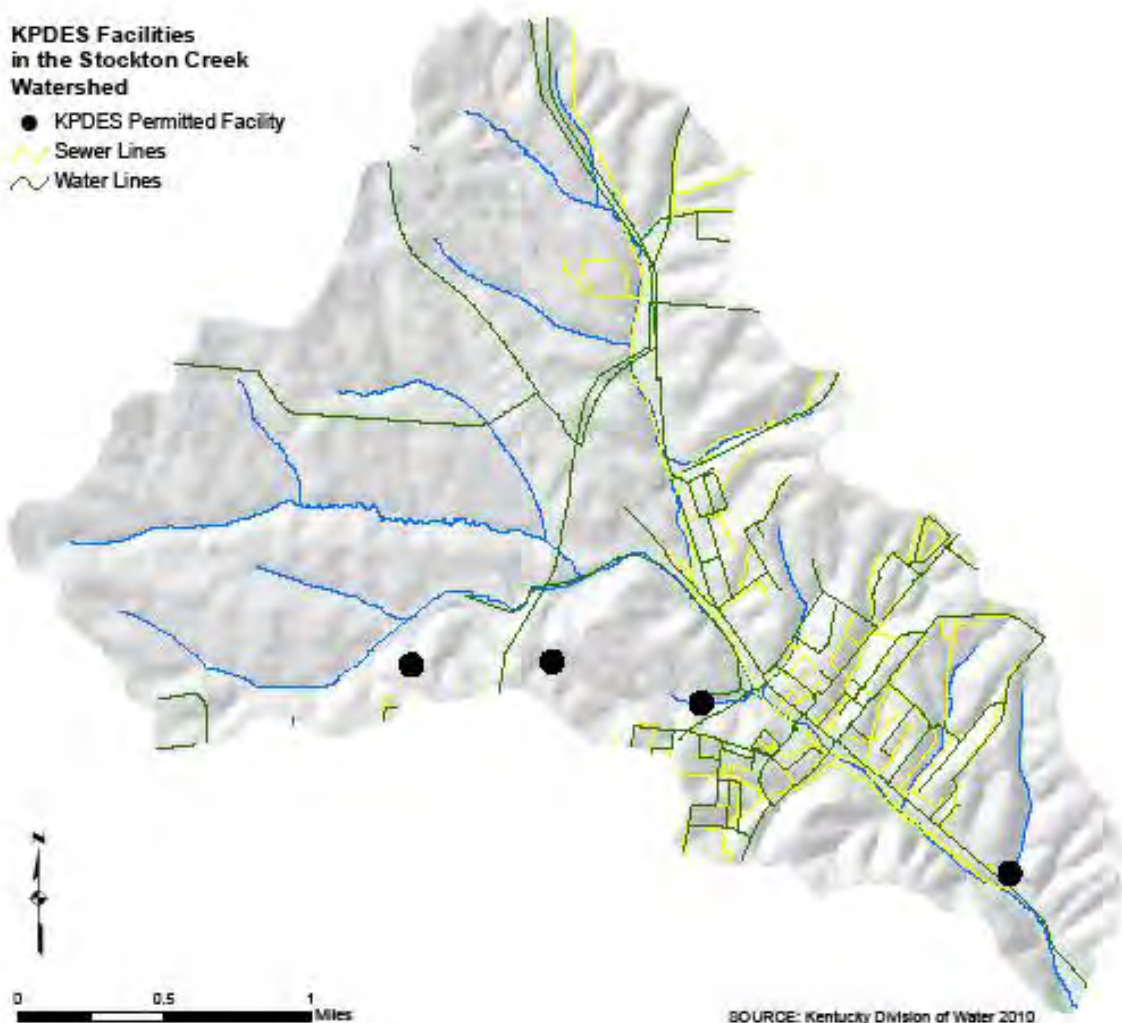 KPDES Facilities
in the Stockton Creek
Watershed
KPDES Permitted Facility
Sewer Lines
Water Lines
N
0 0.5 1
Miles
SOURCE: Kentucky Division of Water 2010